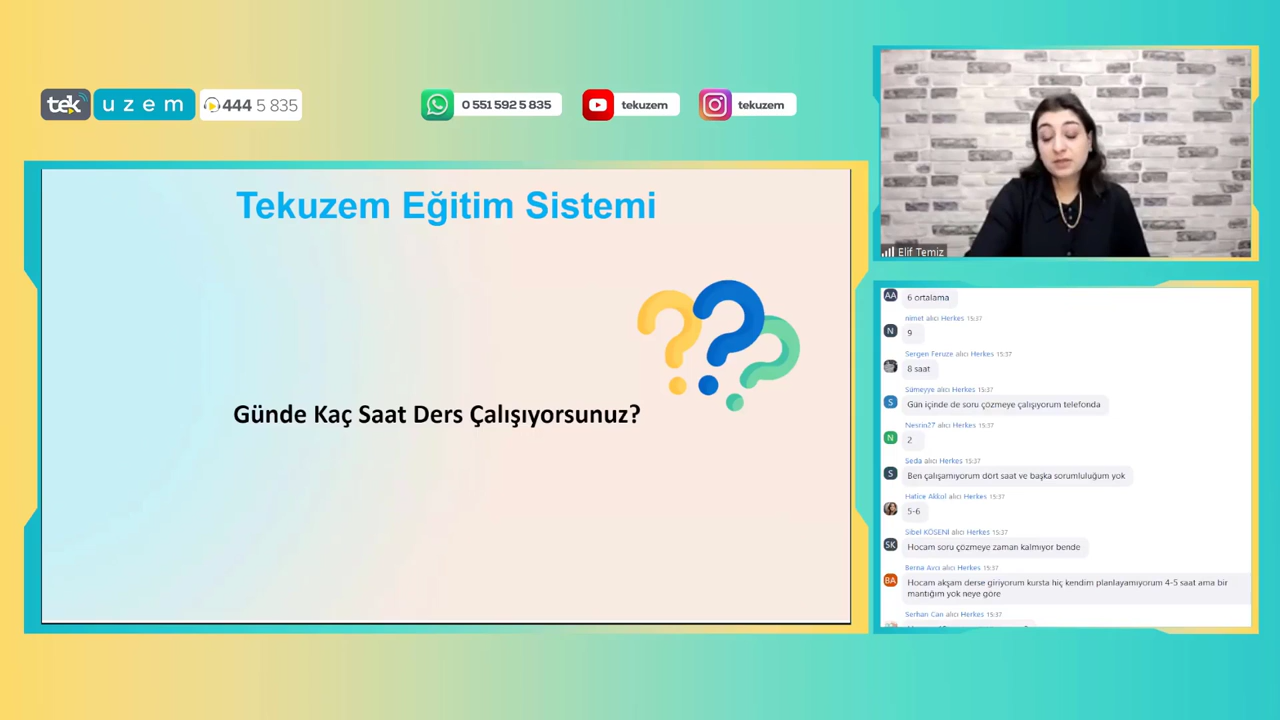 tek uzem 444 5 835
0 551 592 5 835
tekuzem
tekuzem
Tekuzem Eğitim Sistemi
Günde Kaç Saat Ders Çalışıyorsunuz?
Elif Temiz
AA
6 ortalama
nimet alıcı Herkes 15:37
N
9
Sergen Feruze alıcı Herkes 15:37
8 saat
Sümeyye alıcı Herkes 15:37
S
Gün içinde de soru çözmeye çalışıyorum telefonda
Nesrin27 alıcı Herkes 15:37
N
2
Seda alıcı Herkes 15:37
S
Ben çalışamıyorum dört saat ve başka sorumluluğum yok
Hatice Akkol alıcı Herkes 15:37
5-6
Sibel KÖSENİ alıcı Herkes 15:37
SK
Hocam soru çözmeye zaman kalmıyor bende
Berna Avcı alıcı Herkes 15:37
BA
Hocam akşam derse giriyorum kursta hiç kendim planlayamıyorum 4-5 saat ama bir
mantığım yok neye göre
Serhan Can alıcı Herkes 15:37